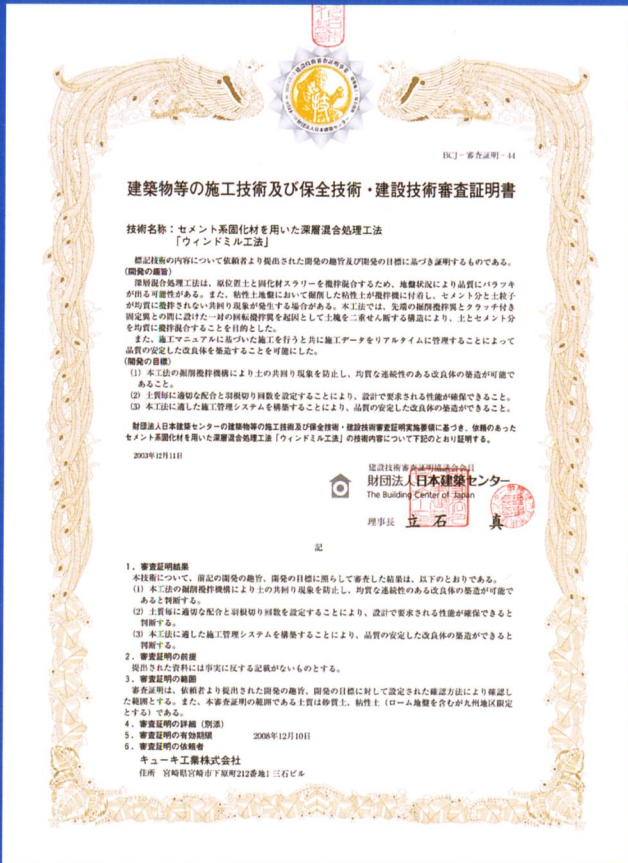 BCJ－審査証明－44
建築物等の施工技術及び保全技術・建設技術審査証明書
技術名称：セメント系固化材を用いた深層混合処理工法
「ウィンドミル工法」
標記技術の内容について依頼者より提出された開発の趣旨及び開発の目標に基づき証明するものである。
(開発の趣旨)
深層混合処理工法は、原位置土と固化材スラリーを攪拌混合するため、地盤状況により品質にバラツキ
が出る可能性がある。また、粘性土地盤において掘削した粘性土が攪拌機に付着し、セメント分と土粒子
が均質に攪拌されない共回り現象が発生する場合がある。本工法では、先端の掘削攪拌翼とクラッチ付き
固定翼との間に設けた一対の回転攪拌翼を起因として土塊を二重せん断する構造により、土とセメント分
を均質に攪拌混合することを目的とした。
また、施工マニュアルに基づいた施工を行うと共に施工データをリアルタイムに管理することによって
品質の安定した改良体を築造することを可能にした。
(開発の目標)
(1) 本工法の掘削攪拌機構により土の共回り現象を防止し、均質な連続性のある改良体の築造が可能で
あること。
(2) 土質毎に適切な配合と羽根切り回数を設定することにより、設計で要求される性能が確保できること。
(3) 本工法に適した施工管理システムを構築することにより、品質の安定した改良体の築造ができること。
財団法人日本建築センターの建築物等の施工技術及び保全技術・建設技術審査証明実施要領に基づき、依頼のあった
セメント系固化材を用いた深層混合処理工法「ウィンドミル工法」の技術内容について下記のとおり証明する。
2003年12月11日
建設技術審査証明協議会会員
財団法人日本建築センター
The Building Center of Japan
理事長 立石 真
記
1．審査証明結果
本技術について、前記の開発の趣旨、開発の目標に照らして審査した結果は、以下のとおりである。
(1) 本工法の掘削攪拌機構により土の共回り現象を防止し、均質な連続性のある改良体の築造が可能で
あると判断する。
(2) 土質毎に適切な配合と羽根切り回数を設定することにより、設計で要求される性能が確保できると
判断する。
(3) 本工法に適した施工管理システムを構築することにより、品質の安定した改良体の築造ができると
判断する。
2．審査証明の前提
提出された資料には事実に反する記載がないものとする。
3．審査証明の範囲
審査証明は、依頼者より提出された開発の趣旨、開発の目標に対して設定された確認方法により確認し
た範囲とする。また、本審査証明の範囲である土質は砂質土、粘性土（ローム地盤を含むが九州地区限定
とする）である。
4．審査証明の詳細（別添）
5．審査証明の有効期限 2008年12月10日
6．審査証明の依頼者
キューキ工業株式会社
住所 宮崎県宮崎市下原町212番地1 三石ビル